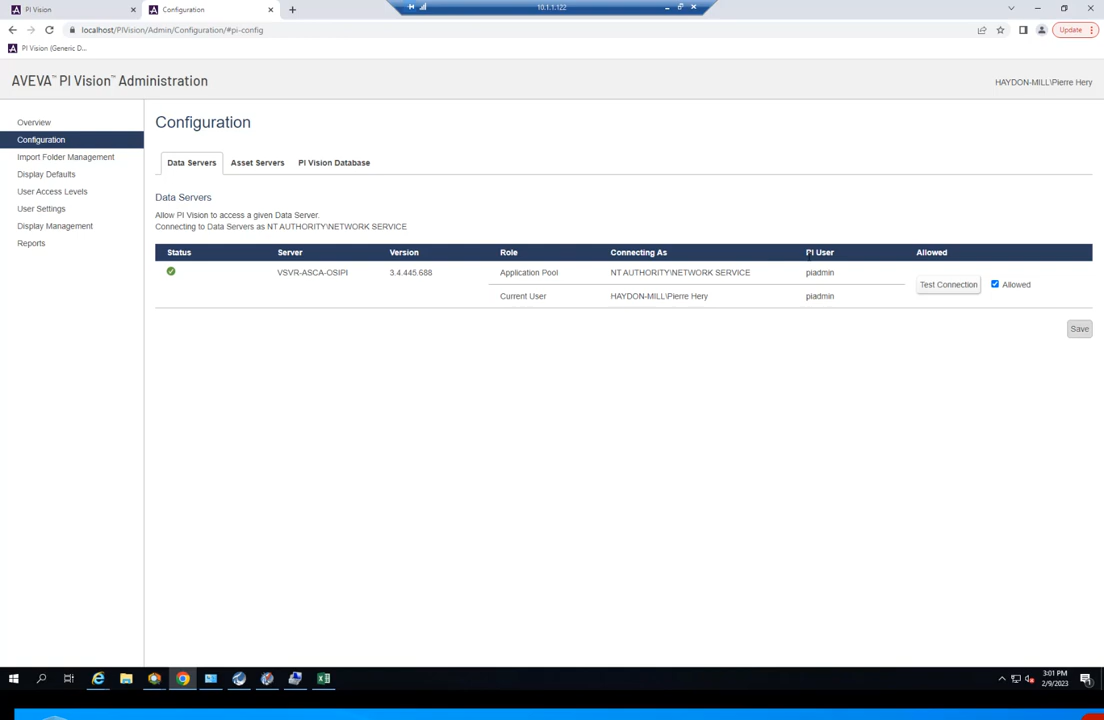 PI Vision
Configuration
10.1.1.122
localhost/PIVision/Admin/Configuration/#pi-config
Update
PI Vision (Generic D...
AVEVA™ PI Vision™ Administration
HAYDON-MILL\Pierre Hery
Overview
Configuration
Import Folder Management
Display Defaults
User Access Levels
User Settings
Display Management
Reports
Configuration
Data Servers
Asset Servers
PI Vision Database
Data Servers
Allow PI Vision to access a given Data Server.
Connecting to Data Servers as NT AUTHORITY\NETWORK SERVICE
Status Server Version Role Connecting As PI User Allowed
VSVR-ASCA-OSIPI 3.4.445.688 Application Pool NT AUTHORITY\NETWORK SERVICE piadmin
Test Connection Allowed
Current User HAYDON-MILL\Pierre Hery piadmin
Save
3:01 PM
2/9/2023